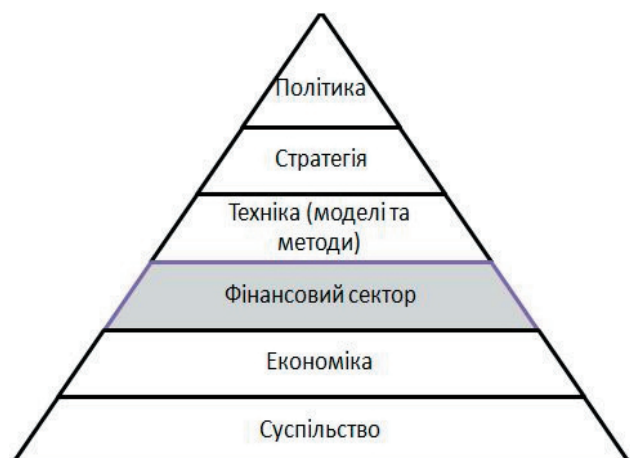 Політика
Стратегія
Техніка (моделі та
методи)
Фінансовий сектор
Економіка
Суспільство